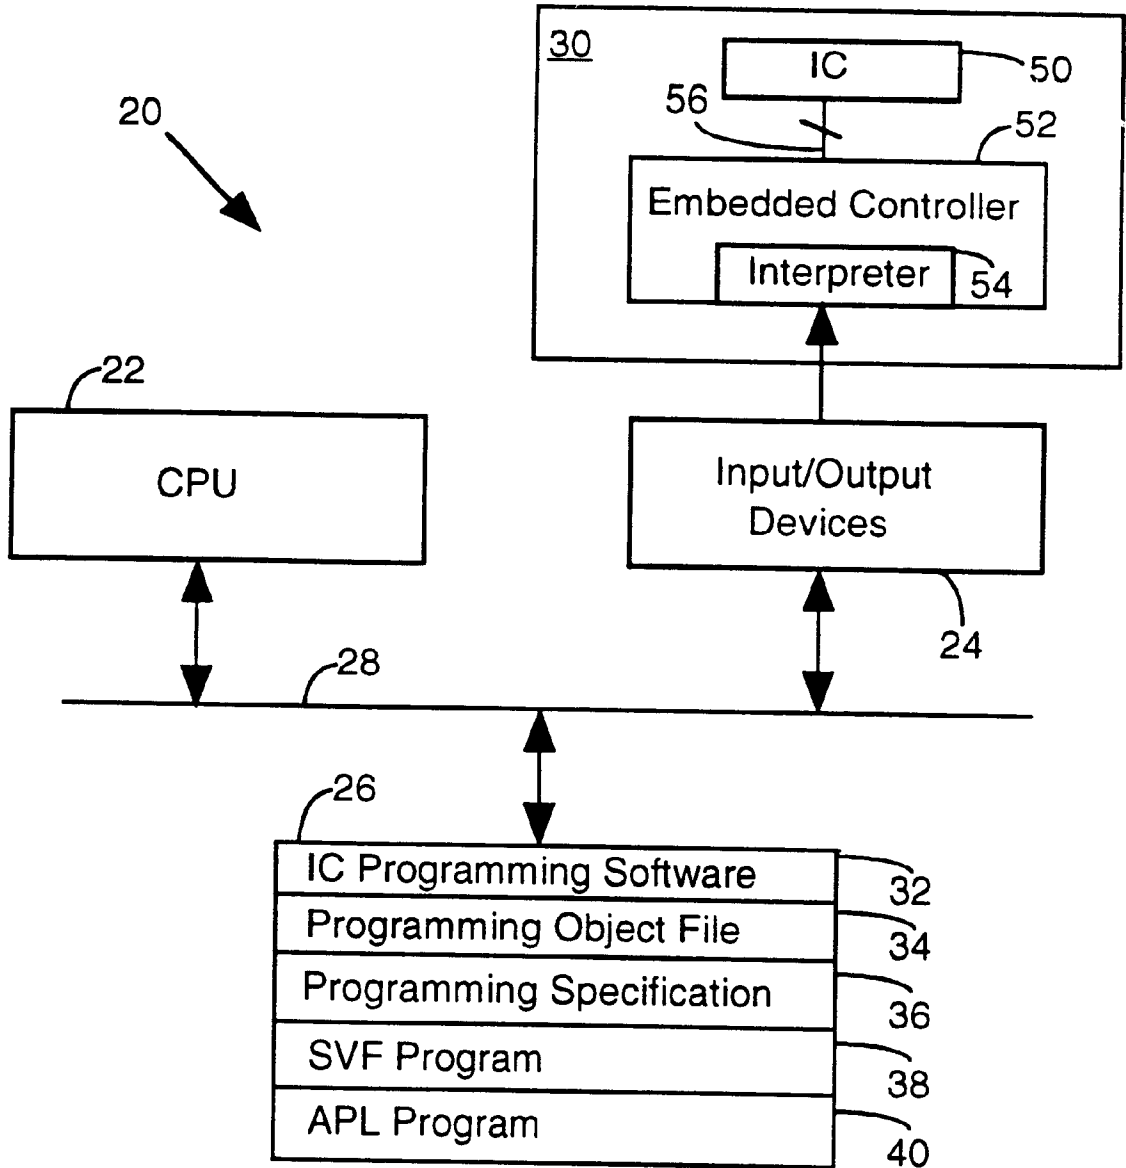 30
IC
50
20
56
52
Embedded Controller
Interpreter
54
22
CPU
Input/Output
Devices
24
28
26
IC Programming Software
32
Programming Object File
34
Programming Specification
36
SVF Program
38
APL Program
40